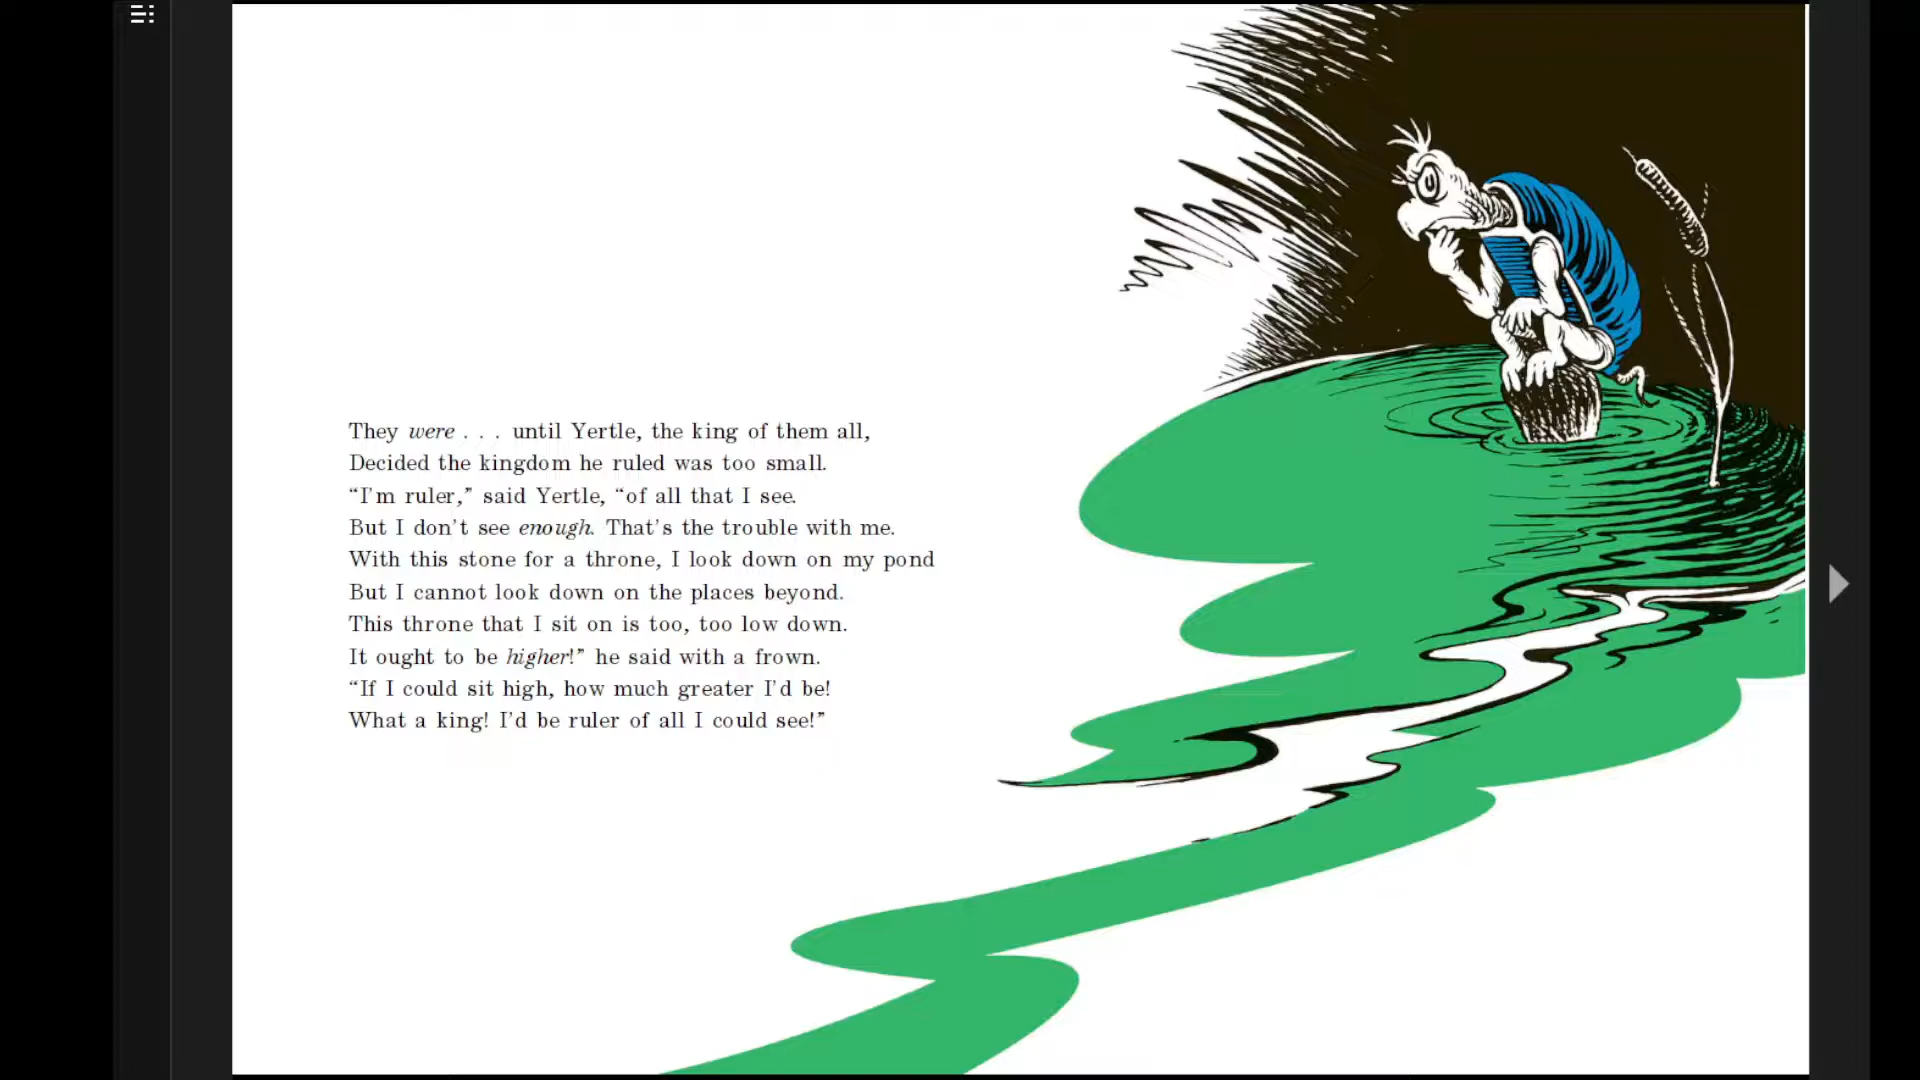 They were . . . until Yertle, the king of them all,
Decided the kingdom he ruled was too small.
“I’m ruler,” said Yertle, “of all that I see.
But I don’t see enough. That’s the trouble with me.
With this stone for a throne, I look down on my pond
But I cannot look down on the places beyond.
This throne that I sit on is too, too low down.
It ought to be higher!” he said with a frown.
“If I could sit high, how much greater I’d be!
What a king! I’d be ruler of all I could see!”